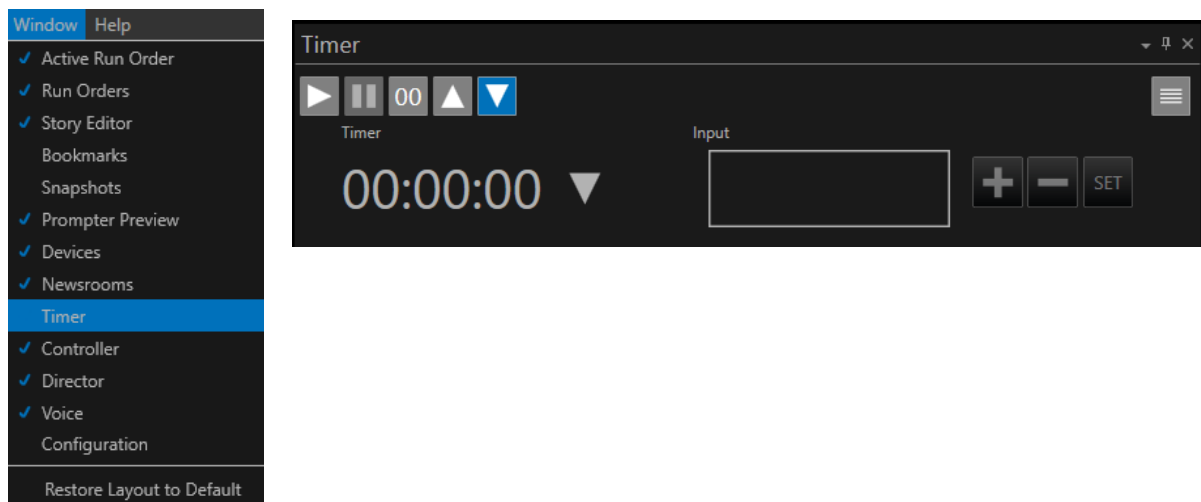 Window Help
Active Run Order
Run Orders
Story Editor
Bookmarks
Snapshots
Prompter Preview
Devices
Newsrooms
Timer
Controller
Director
Voice
Configuration
Restore Layout to Default
Timer
00
Timer Input
00:00:00
SET